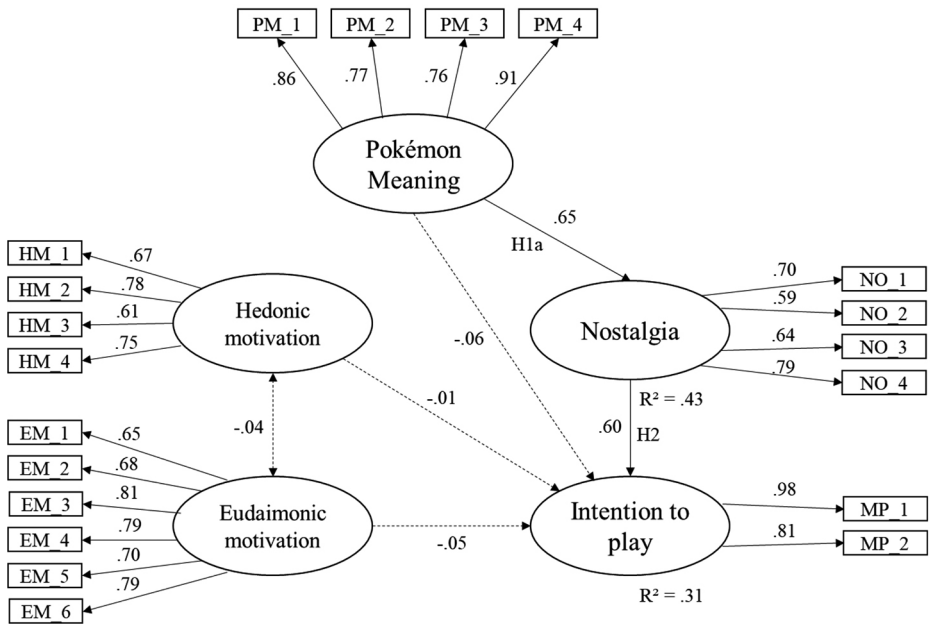 PM_1
PM_2
PM_3
PM_4
.86
.77
.76
.91
Pokémon
Meaning
.65
H1a
HM_1
HM_2
HM_3
HM_4
.67
.78
.61
.75
Hedonic
motivation
Nostalgia
.70
.59
.64
.79
NO_1
NO_2
NO_3
NO_4
R² = .43
-.06
-.01
-.04
.60
H2
EM_1
EM_2
EM_3
EM_4
EM_5
EM_6
.65
.68
.81
.79
.70
.79
Eudaimonic
motivation
-.05
Intention to
play
.98
.81
MP_1
MP_2
R² = .31